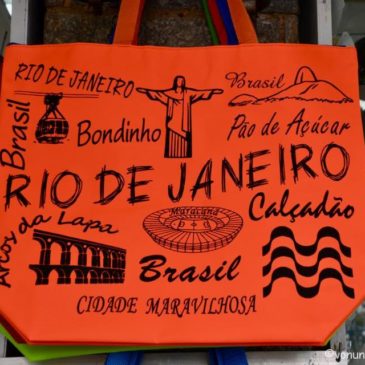 RIO DE JANEIRO
Brasil
Brasil
Bondinho
Pão de Açúcar
RIO DE JANEIRO
Arcos da Lapa
Maracanã
Calçadão
Brasil
CIDADE MARAVILHOSA